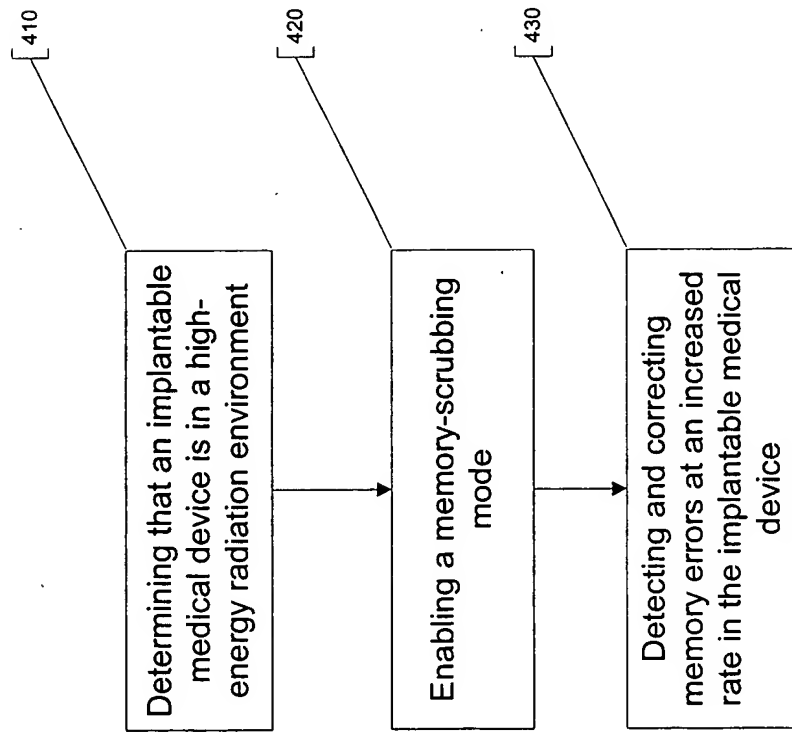 410
Determining that an implantable
medical device is in a high-
energy radiation environment
420
Enabling a memory-scrubbing
mode
430
Detecting and correcting
memory errors at an increased
rate in the implantable medical
device